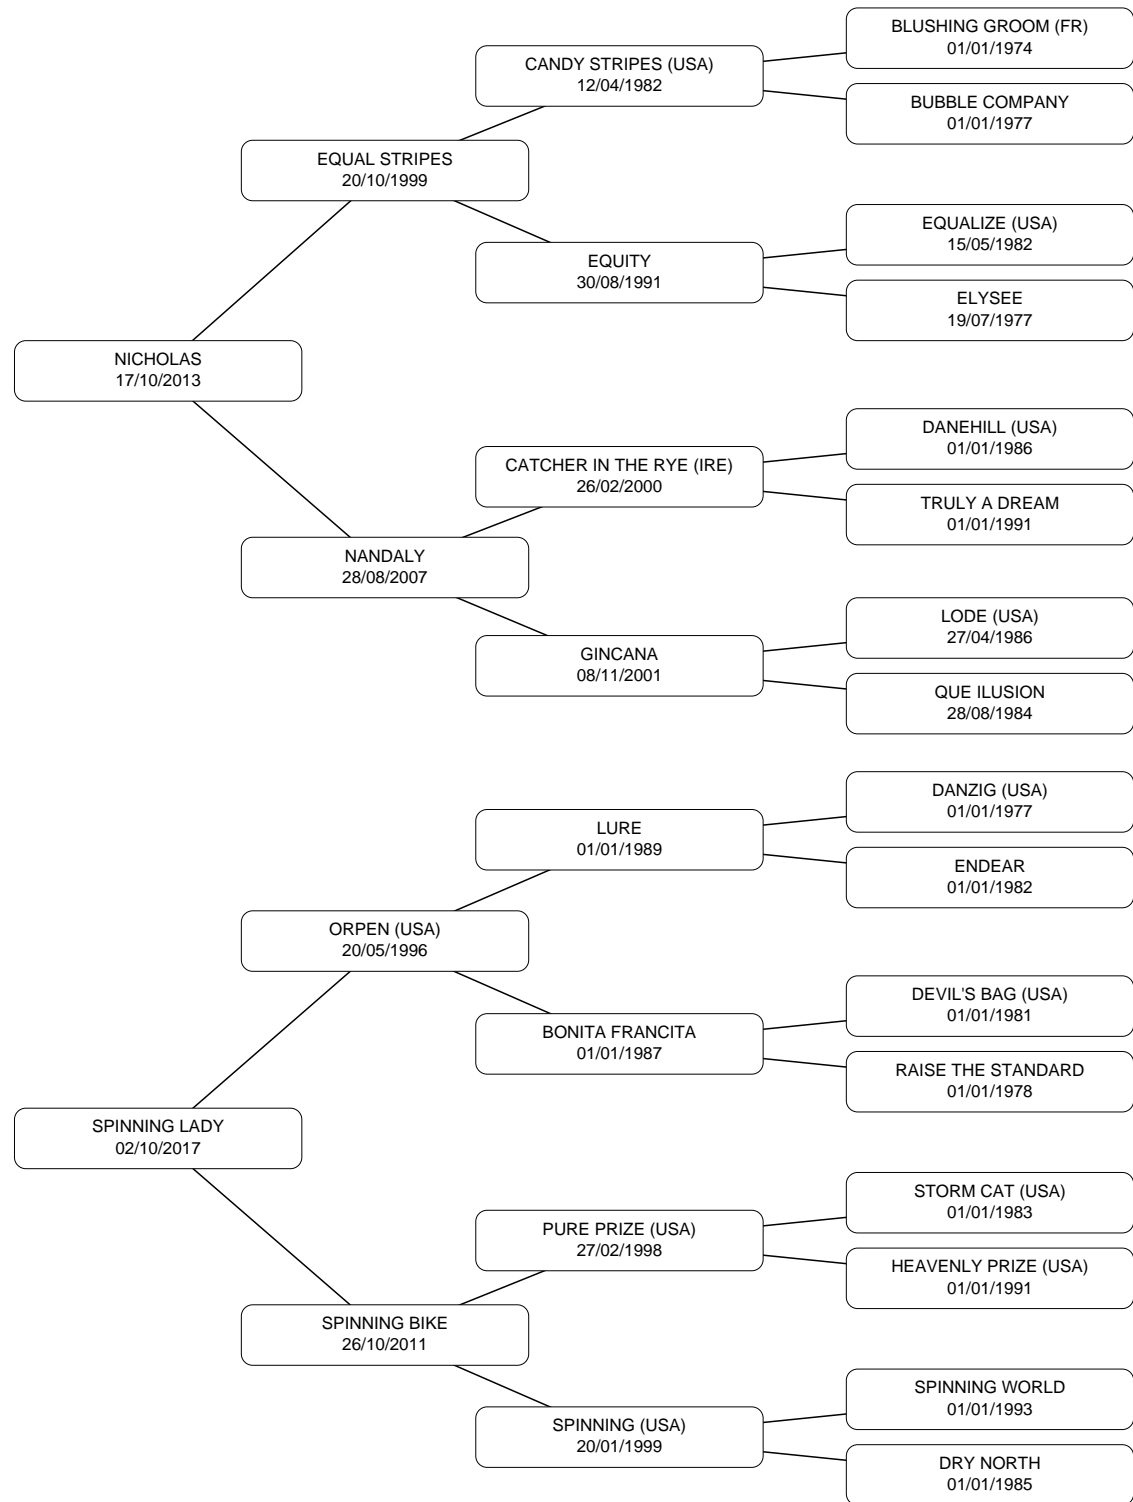 BLUSHING GROOM (FR)
01/01/1974
CANDY STRIPES (USA)
12/04/1982
BUBBLE COMPANY
01/01/1977
EQUAL STRIPES
20/10/1999
EQUALIZE (USA)
15/05/1982
EQUITY
30/08/1991
ELYSEE
19/07/1977
NICHOLAS
17/10/2013
DANEHILL (USA)
01/01/1986
CATCHER IN THE RYE (IRE)
26/02/2000
TRULY A DREAM
01/01/1991
NANDALY
28/08/2007
LODE (USA)
27/04/1986
GINCANA
08/11/2001
QUE ILUSION
28/08/1984
DANZIG (USA)
01/01/1977
LURE
01/01/1989
ENDEAR
01/01/1982
ORPEN (USA)
20/05/1996
DEVIL'S BAG (USA)
01/01/1981
BONITA FRANCITA
01/01/1987
RAISE THE STANDARD
01/01/1978
SPINNING LADY
02/10/2017
STORM CAT (USA)
01/01/1983
PURE PRIZE (USA)
27/02/1998
HEAVENLY PRIZE (USA)
01/01/1991
SPINNING BIKE
26/10/2011
SPINNING WORLD
01/01/1993
SPINNING (USA)
20/01/1999
DRY NORTH
01/01/1985